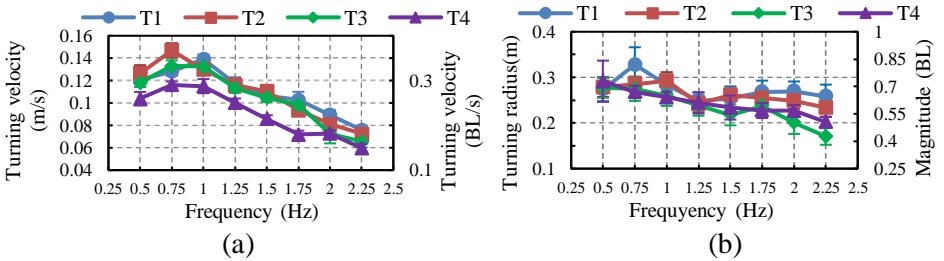 T1 T2 T3 T4
Turning velocity (m/s)
0.16
0.14
0.12
0.1
0.08
0.06
0.04
0.3
0.1
Turning velocity (BL/s)
0.25 0.5 0.75 1 1.25 1.5 1.75 2 2.25 2.5
Frequency (Hz)
(a)
T1 T2 T3 T4
Turning radius(m)
0.4
0.3
0.2
0.1
1
0.85
0.7
0.55
0.4
0.25
Magnitude (BL)
0.25 0.5 0.75 1 1.25 1.5 1.75 2 2.25 2.5
Frequyency (Hz)
(b)